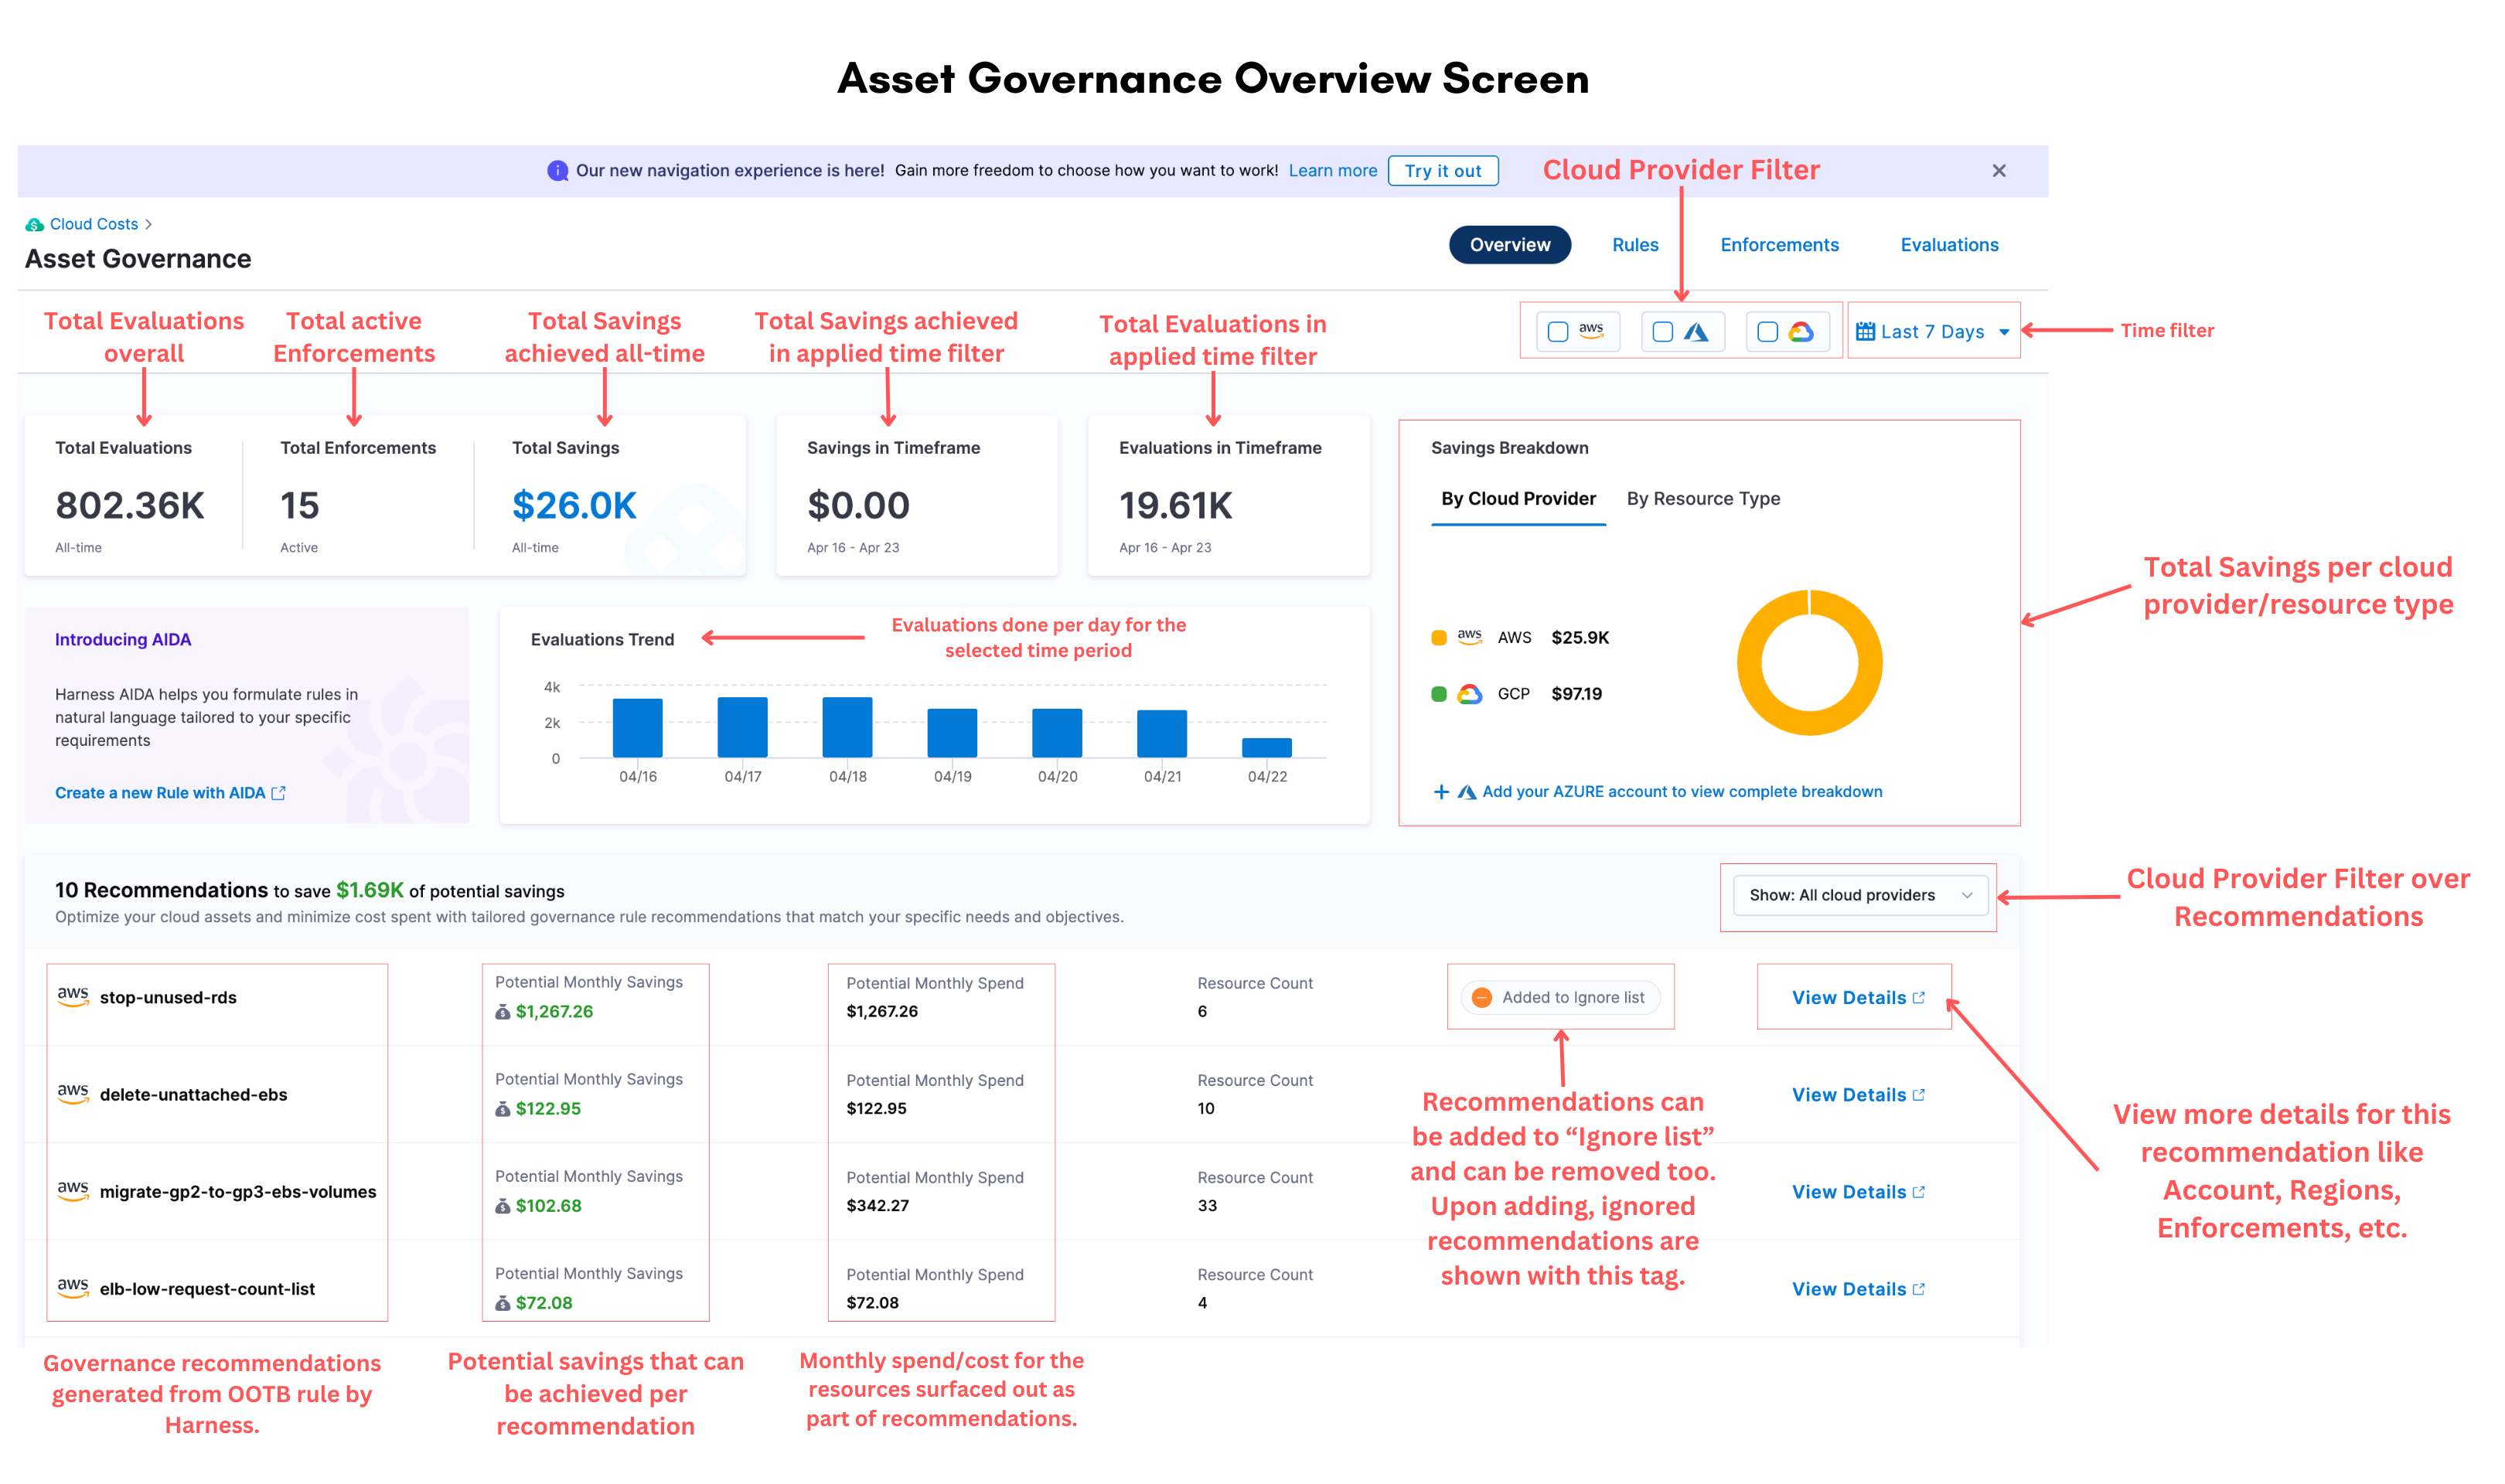 Asset Governance Overview Screen
Our new navigation experience is here! Gain more freedom to choose how you want to work! Learn more Try it out
Cloud Provider Filter
Cloud Costs
Asset Governance
Overview Rules Enforcements Evaluations
Total Evaluations
overall
Total active
Enforcements
Total Savings
achieved all-time
Total Savings achieved
in applied time filter
Total Evaluations in
applied time filter
aws
Last 7 Days
Time filter
Total Evaluations
802.36K
All-time
Total Enforcements
15
Active
Total Savings
$26.0K
All-time
Savings in Timeframe
$0.00
Apr 16 - Apr 23
Evaluations in Timeframe
19.61K
Apr 16 - Apr 23
Savings Breakdown
By Cloud Provider By Resource Type
aws AWS $25.9K
GCP $97.19
Add your AZURE account to view complete breakdown
Total Savings per cloud
provider/resource type
Introducing AIDA
Harness AIDA helps you formulate rules in
natural language tailored to your specific
requirements
Create a new Rule with AIDA
Evaluations Trend
Evaluations done per day for the
selected time period
4k
2k
0
04/16 04/17 04/18 04/19 04/20 04/21 04/22
10 Recommendations to save $1.69K of potential savings
Optimize your cloud assets and minimize cost spent with tailored governance rule recommendations that match your specific needs and objectives.
Show: All cloud providers
Cloud Provider Filter over
Recommendations
aws stop-unused-rds
Potential Monthly Savings
$1,267.26
Potential Monthly Spend
$1,267.26
Resource Count
6
Added to Ignore list
View Details
aws delete-unattached-ebs
Potential Monthly Savings
$122.95
Potential Monthly Spend
$122.95
Resource Count
10
View Details
aws migrate-gp2-to-gp3-ebs-volumes
Potential Monthly Savings
$102.68
Potential Monthly Spend
$342.27
Resource Count
33
View Details
aws elb-low-request-count-list
Potential Monthly Savings
$72.08
Potential Monthly Spend
$72.08
Resource Count
4
View Details
Recommendations can
be added to “Ignore list”
and can be removed too.
Upon adding, ignored
recommendations are
shown with this tag.
View more details for this
recommendation like
Account, Regions,
Enforcements, etc.
Governance recommendations
generated from OOTB rule by
Harness.
Potential savings that can
be achieved per
recommendation
Monthly spend/cost for the
resources surfaced out as
part of recommendations.